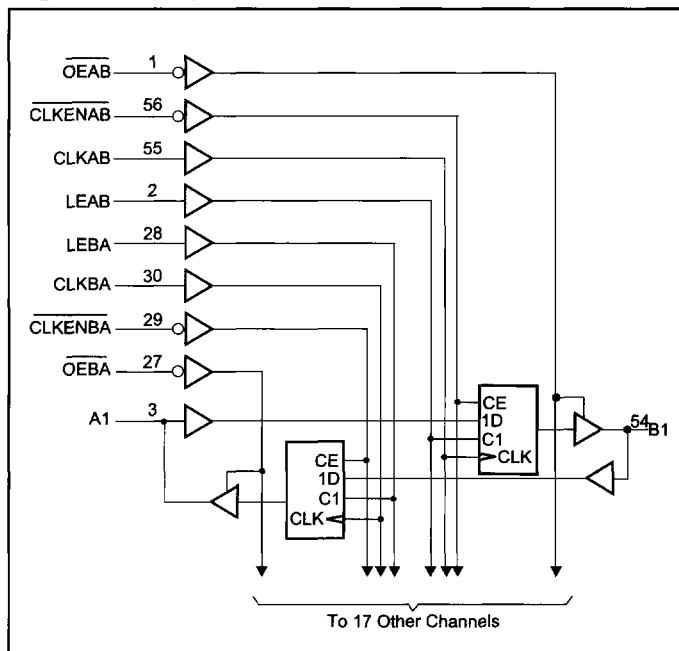 OEAB 1
CLKENAB 56
CLKAB 55
LEAB 2
LEBA 28
CLKBA 30
CLKENBA 29
OEBA 27
A1 3
CE
1D
C1
CLK
54 B1
CE
1D
C1
CLK
To 17 Other Channels